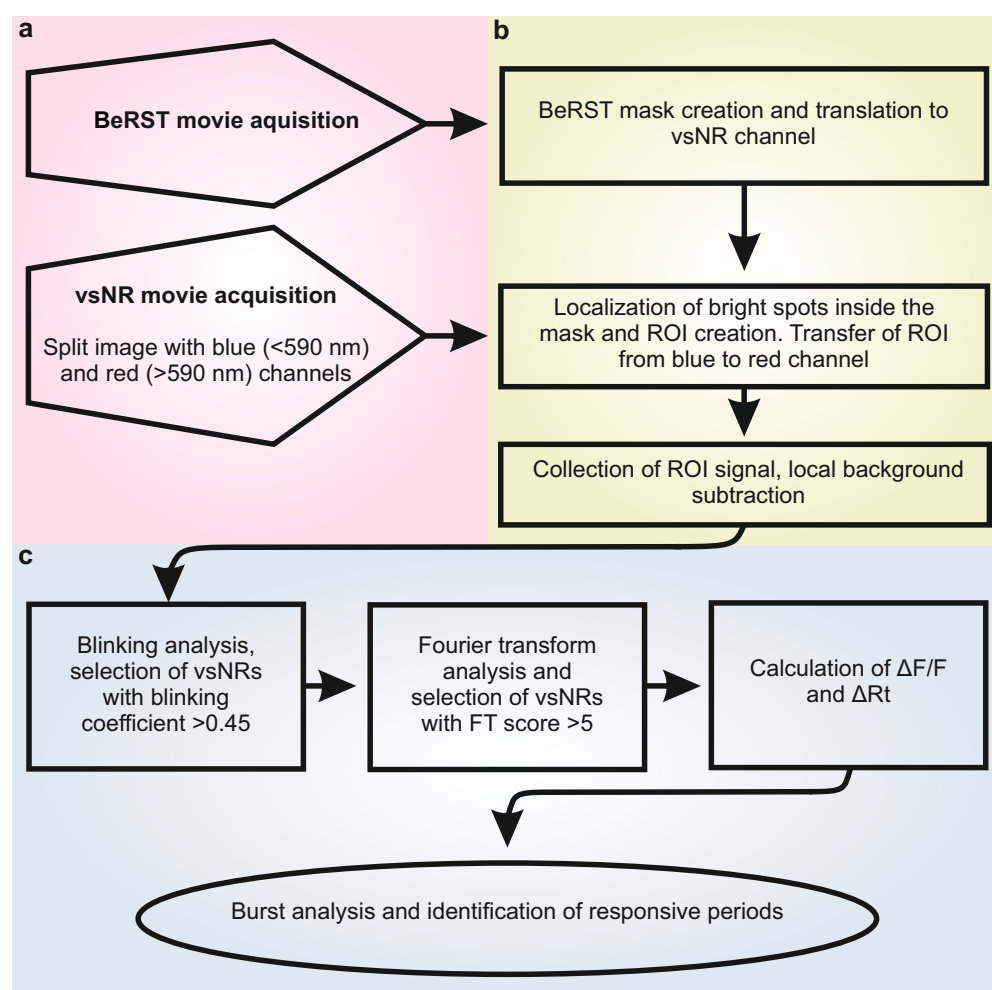 a
BeRST movie aquisition
vsNR movie acquisition
Split image with blue (<590 nm)
and red (>590 nm) channels
b
BeRST mask creation and translation to
vsNR channel
Localization of bright spots inside the
mask and ROI creation. Transfer of ROI
from blue to red channel
Collection of ROI signal, local background
subtraction
c
Blinking analysis,
selection of vsNRs
with blinking
coefficient >0.45
Fourier transform
analysis and
selection of vsNRs
with FT score >5
Calculation of ΔF/F
and ΔRt
Burst analysis and identification of responsive periods